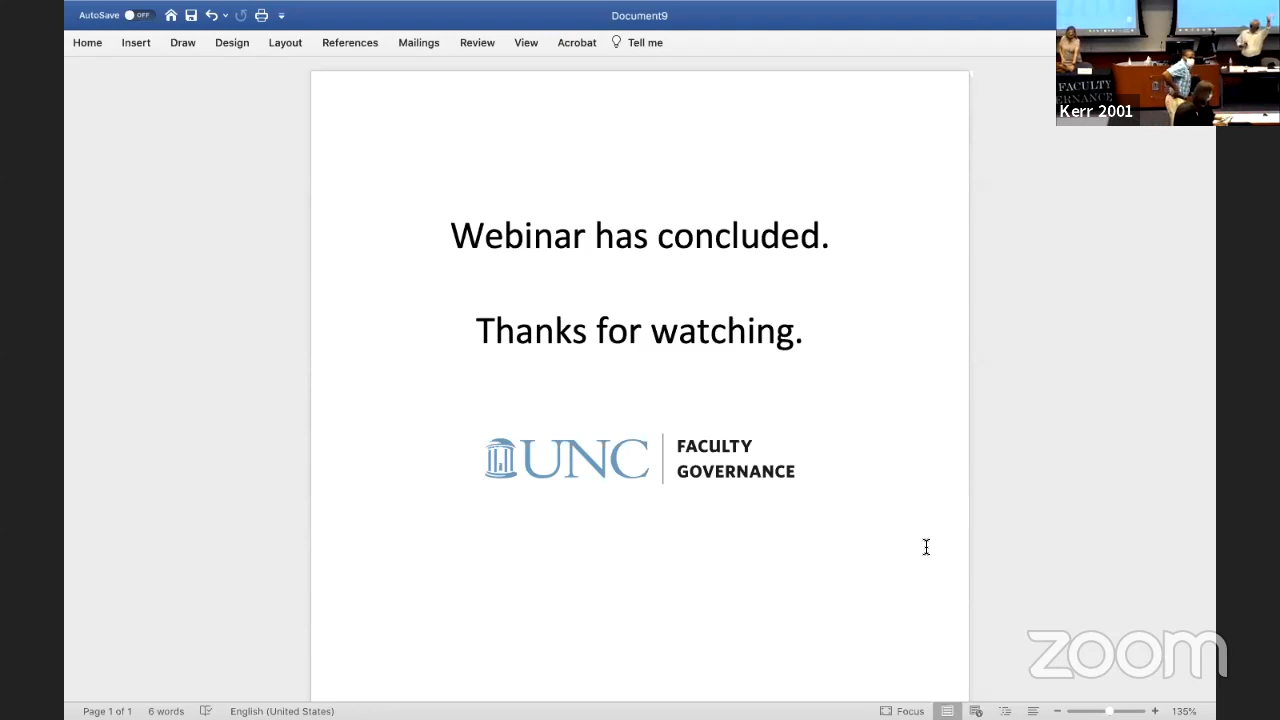 AutoSave OFF
Document9
Home Insert Draw Design Layout References Mailings Review View Acrobat Tell me
FACULTY
ERNANCE
Kerr 2001
Webinar has concluded.
Thanks for watching.
UNC
FACULTY
GOVERNANCE
zoom
Page 1 of 1 6 words English (United States) Focus 135%